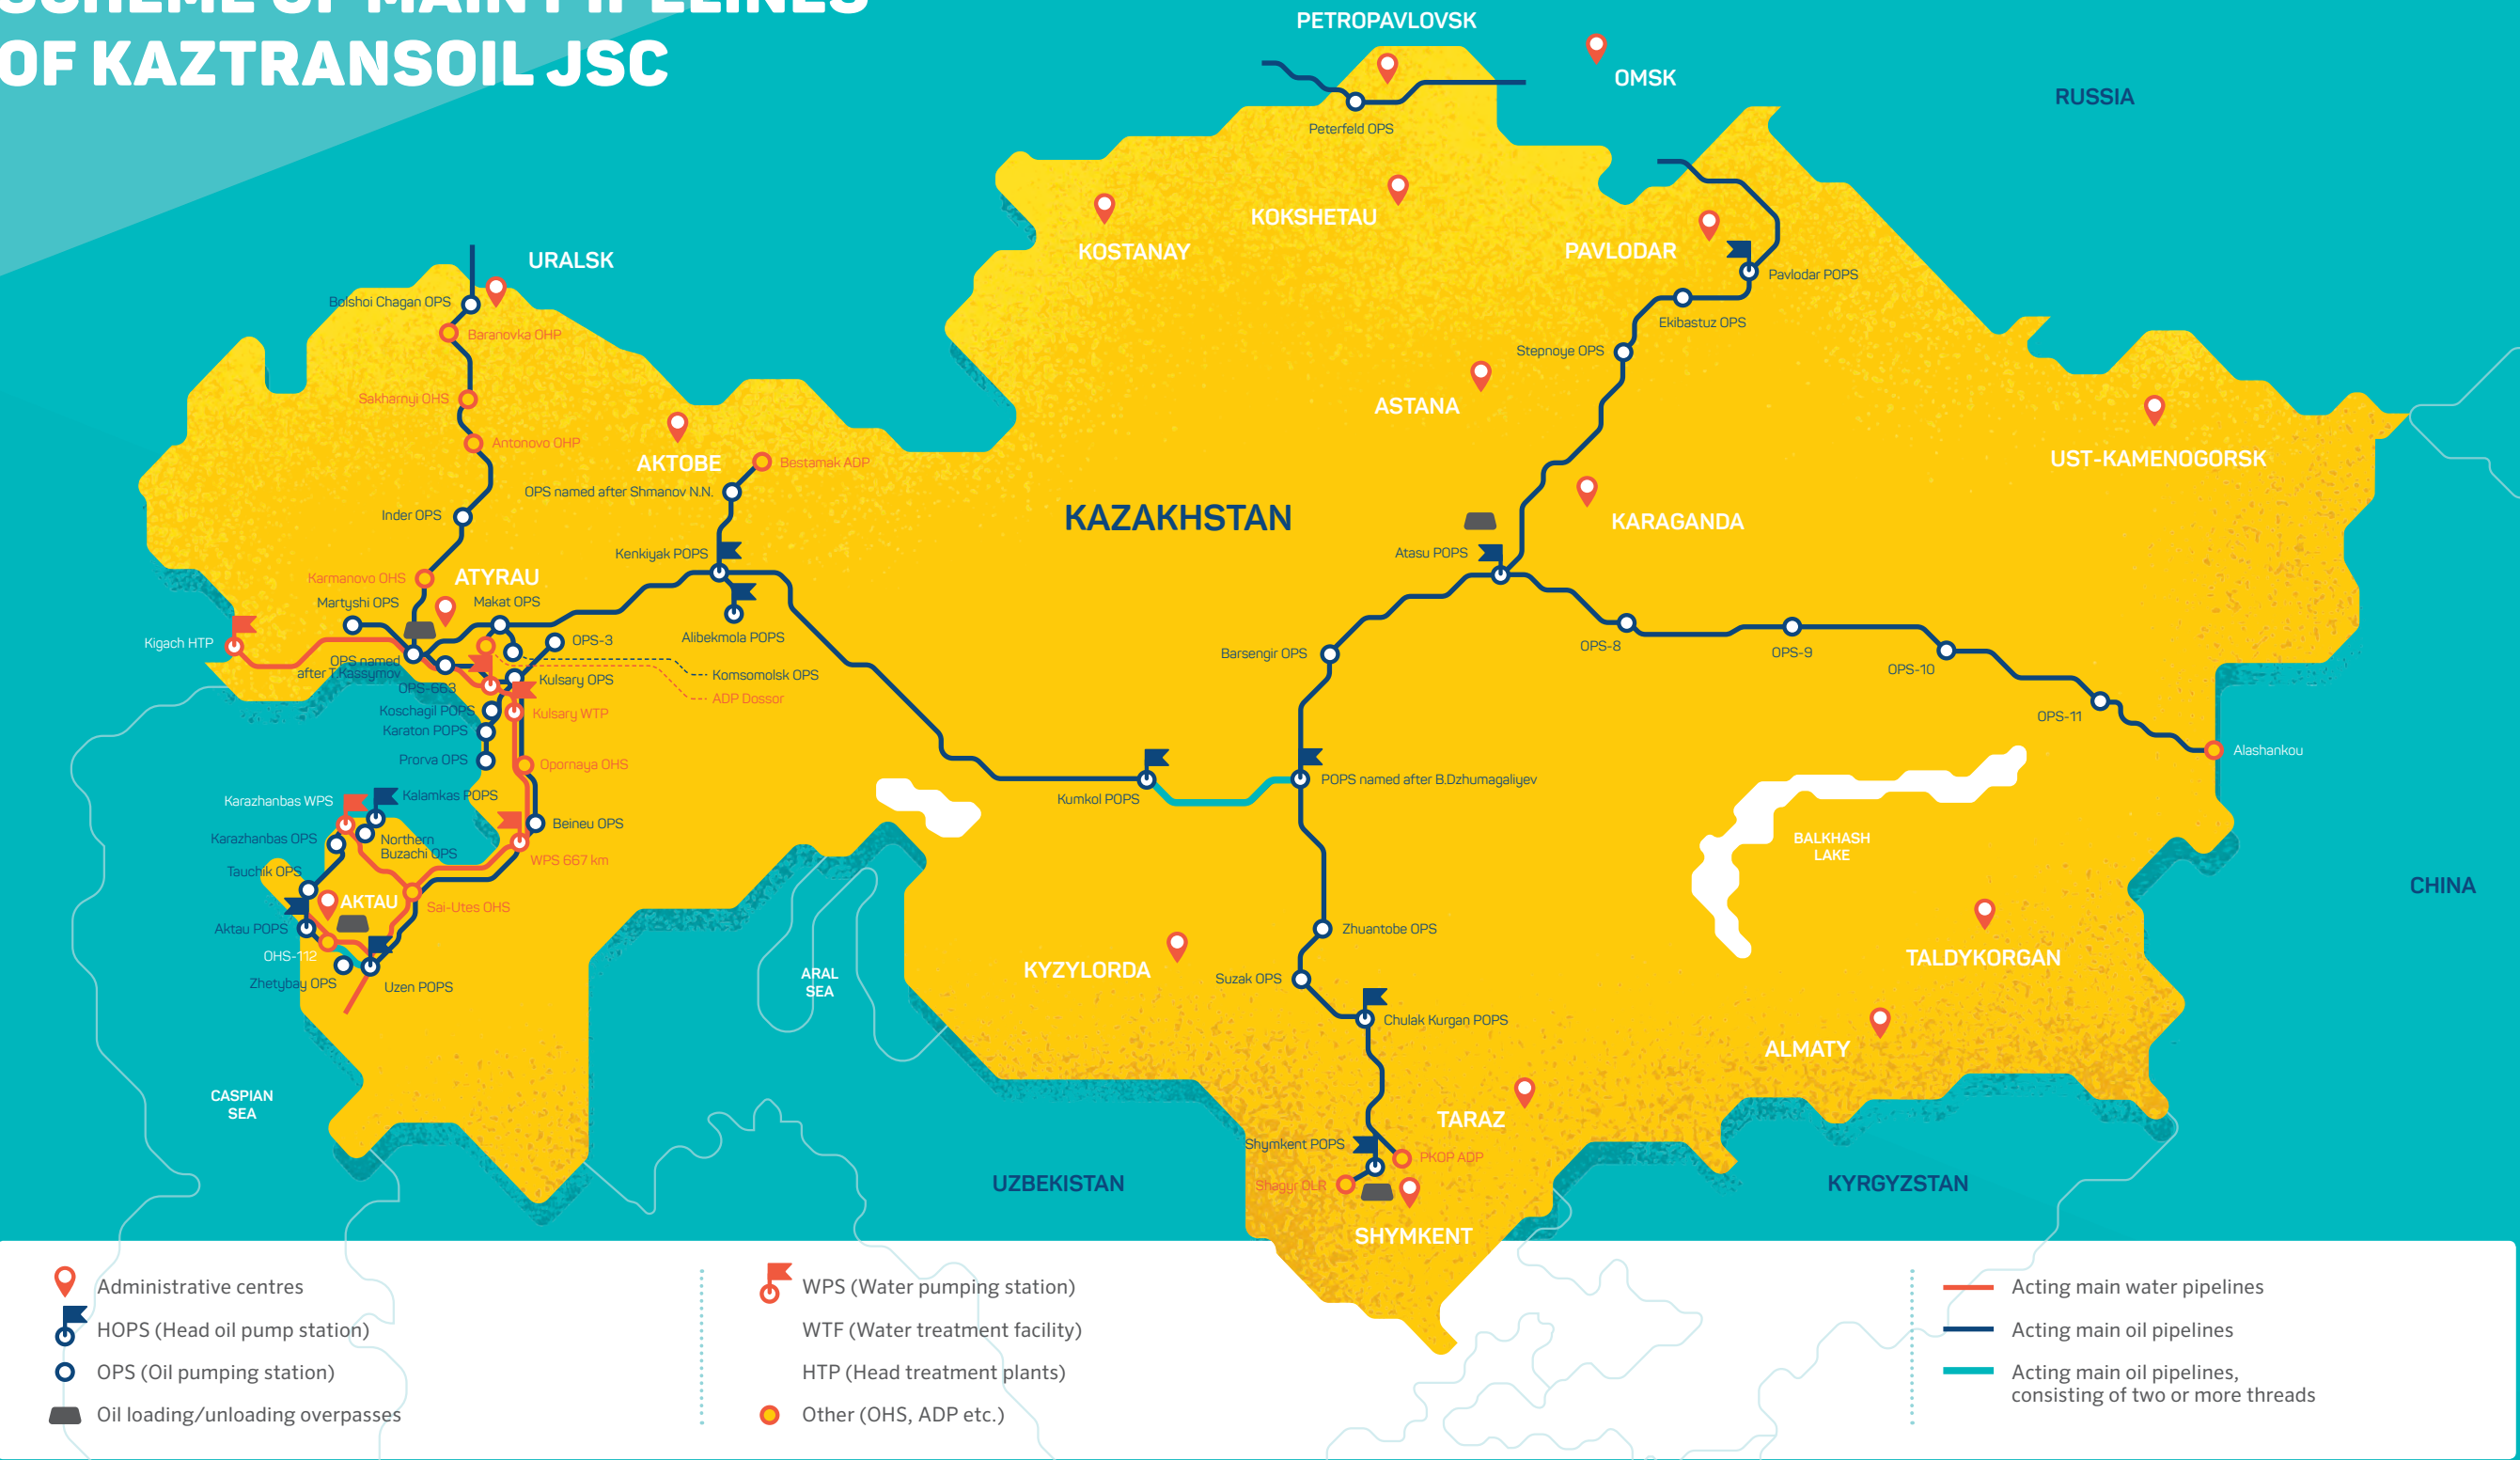 SCHEME OF MAIN PIPELINES
OF KAZTRANSOIL JSC
PETROPAVLOVSK
OMSK
RUSSIA
Peterfeld OPS
KOKSHETAU
KOSTANAY
PAVLODAR
Pavlodar POPS
Ekibastuz OPS
Stepnoye OPS
ASTANA
UST-KAMENOGORSK
KARAGANDA
KAZAKHSTAN
Atasu POPS
URALSK
Bolshoi Chagan OPS
Baranovka OHP
Sakharnyi OHS
Antonovo OHP
AKTOBE
Bestamak ADP
OPS named after Shmanov N.N.
Inder OPS
Kenkiyak POPS
Karmanovo OHS
ATYRAU
Martyshi OPS
Makat OPS
Alibekmola POPS
Kigach HTP
OPS-3
OPS named
after T.Kassymov
Komsomolsk OPS
Kulsary OPS
OPS-663
ADP Dossor
Koschagil POPS
Kulsary WTP
Karaton POPS
Prorva OPS
Opornaya OHS
Kalamkas POPS
Karazhanbas WPS
Beineu OPS
Karazhanbas OPS
Northern
Buzachi OPS
WPS 667 km
Tauchik OPS
AKTAU
Sai-Utes OHS
Aktau POPS
OHS-112
Zhetybay OPS
Uzen POPS
Barsengir OPS
OPS-8
OPS-9
OPS-10
OPS-11
Alashankou
Kumkol POPS
POPS named after B.Dzhumagaliyev
BALKHASH
LAKE
CHINA
Zhuantobe OPS
KYZYLORDA
TALDYKORGAN
ARAL
SEA
Suzak OPS
Chulak Kurgan POPS
ALMATY
CASPIAN
SEA
TARAZ
Shymkent POPS
PKOP ADP
Shagyr OLR
UZBEKISTAN
KYRGYZSTAN
SHYMKENT
Administrative centres
HOPS (Head oil pump station)
OPS (Oil pumping station)
Oil loading/unloading overpasses
WPS (Water pumping station)
WTF (Water treatment facility)
HTP (Head treatment plants)
Other (OHS, ADP etc.)
Acting main water pipelines
Acting main oil pipelines
Acting main oil pipelines,
consisting of two or more threads